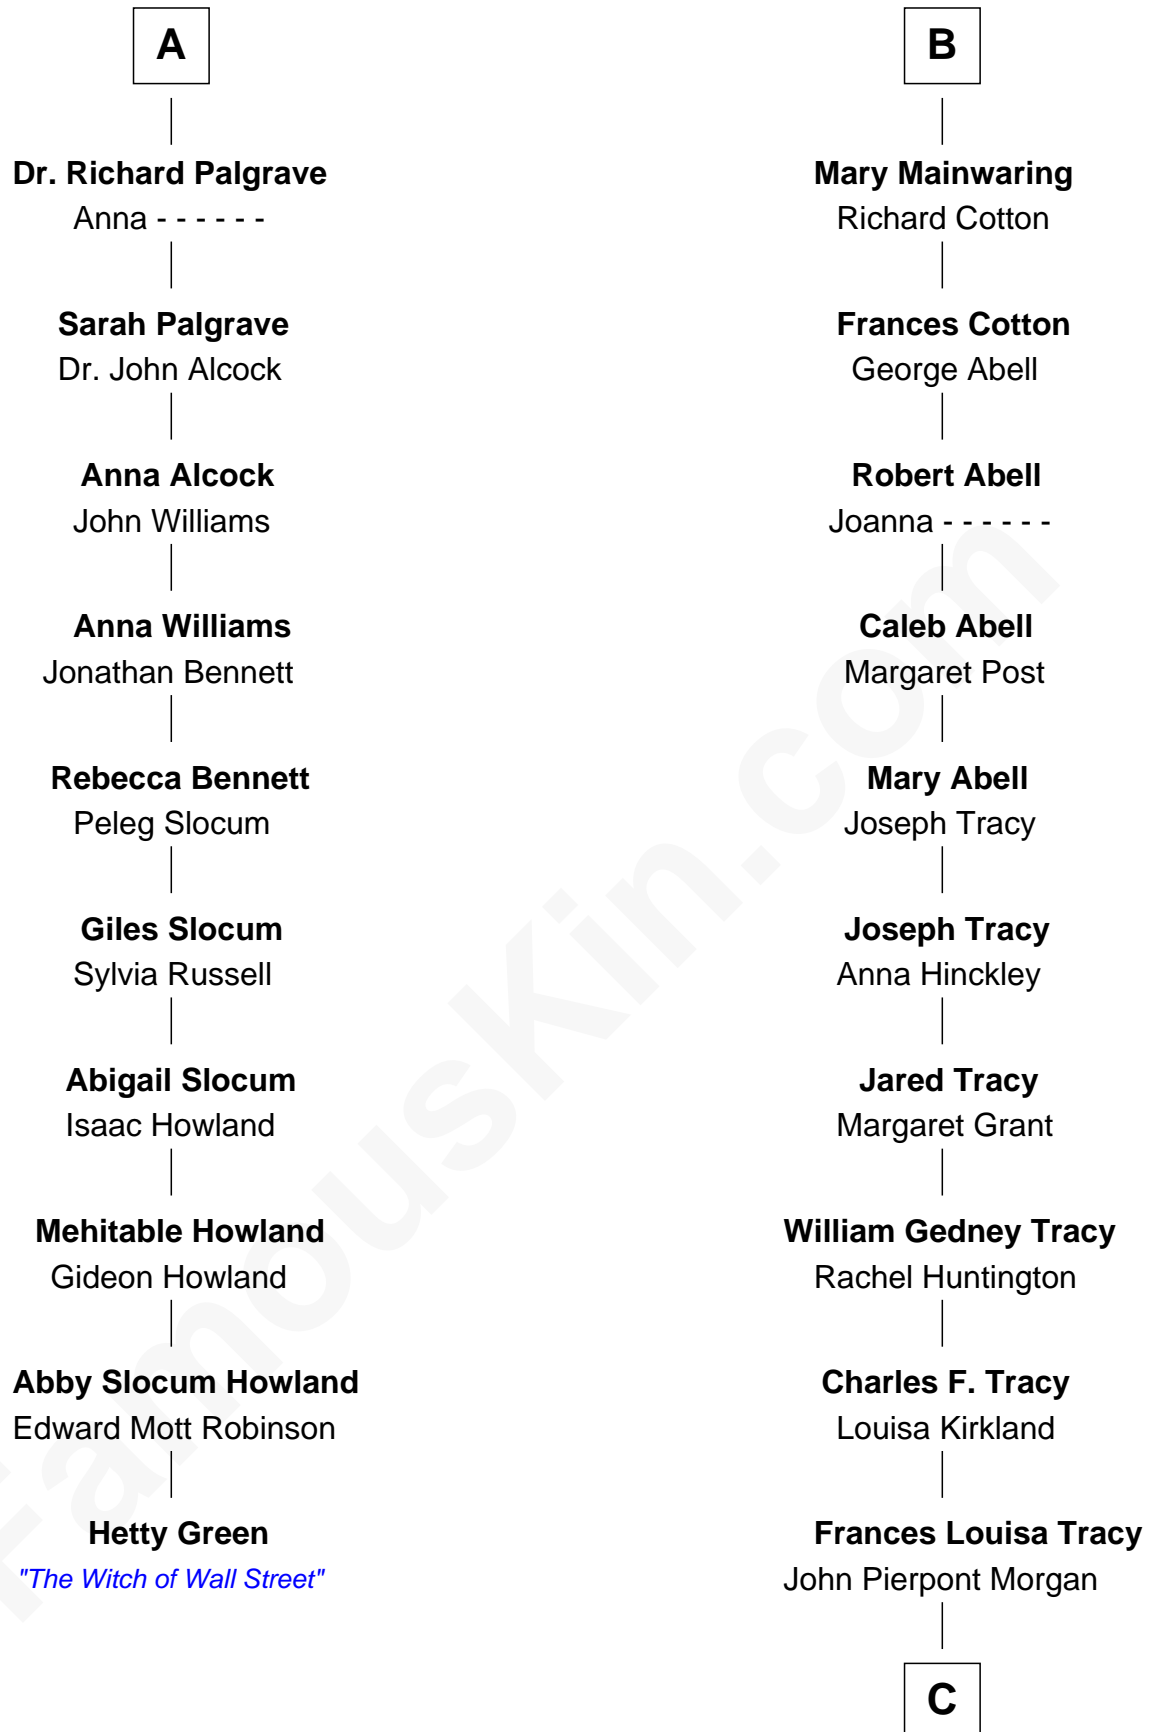 A
Dr. Richard Palgrave
Anna - - - - - -
Sarah Palgrave
Dr. John Alcock
Anna Alcock
John Williams
Anna Williams
Jonathan Bennett
Rebecca Bennett
Peleg Slocum
Giles Slocum
Sylvia Russell
Abigail Slocum
Isaac Howland
Mehitable Howland
Gideon Howland
Abby Slocum Howland
Edward Mott Robinson
Hetty Green
"The Witch of Wall Street"
B
Mary Mainwaring
Richard Cotton
Frances Cotton
George Abell
Robert Abell
Joanna - - - - - -
Caleb Abell
Margaret Post
Mary Abell
Joseph Tracy
Joseph Tracy
Anna Hinckley
Jared Tracy
Margaret Grant
William Gedney Tracy
Rachel Huntington
Charles F. Tracy
Louisa Kirkland
Frances Louisa Tracy
John Pierpont Morgan
C
FamousKin.com